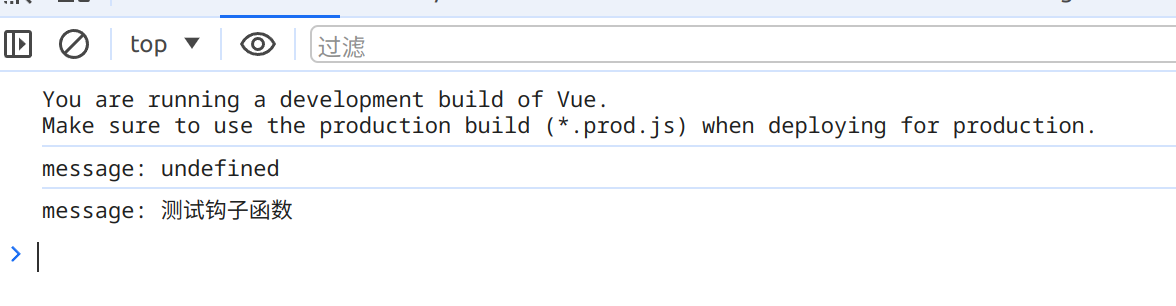 top
过滤
You are running a development build of Vue.
Make sure to use the production build (*.prod.js) when deploying for production.
message: undefined
message: 测试钩子函数